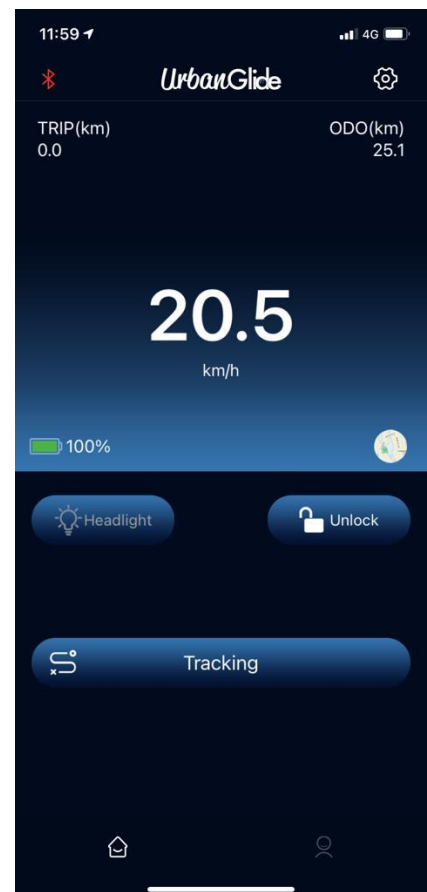 11:59
4G
UrbanGlide
TRIP(km)
ODO(km)
0.0
25.1
20.5
km/h
100%
Headlight
Unlock
Tracking